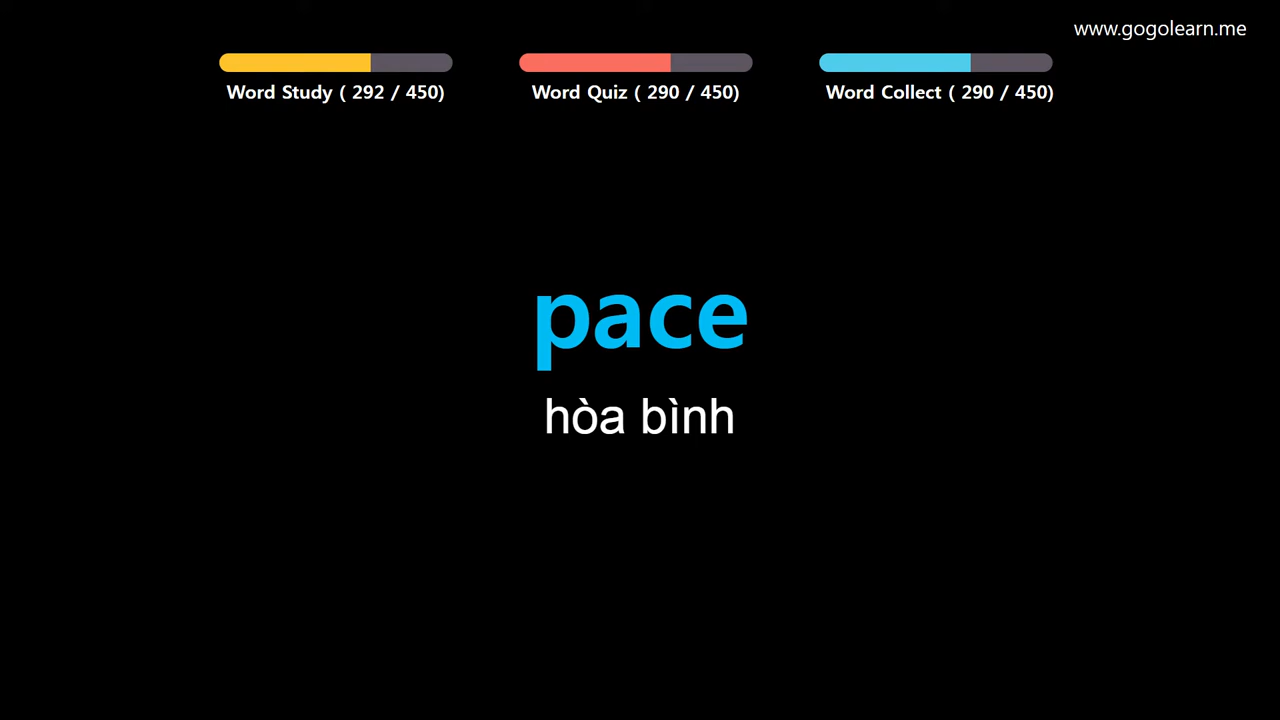 www.gogolearn.me
Word Study ( 292 / 450)
Word Quiz ( 290 / 450)
Word Collect ( 290 / 450)
pace
hòa bình